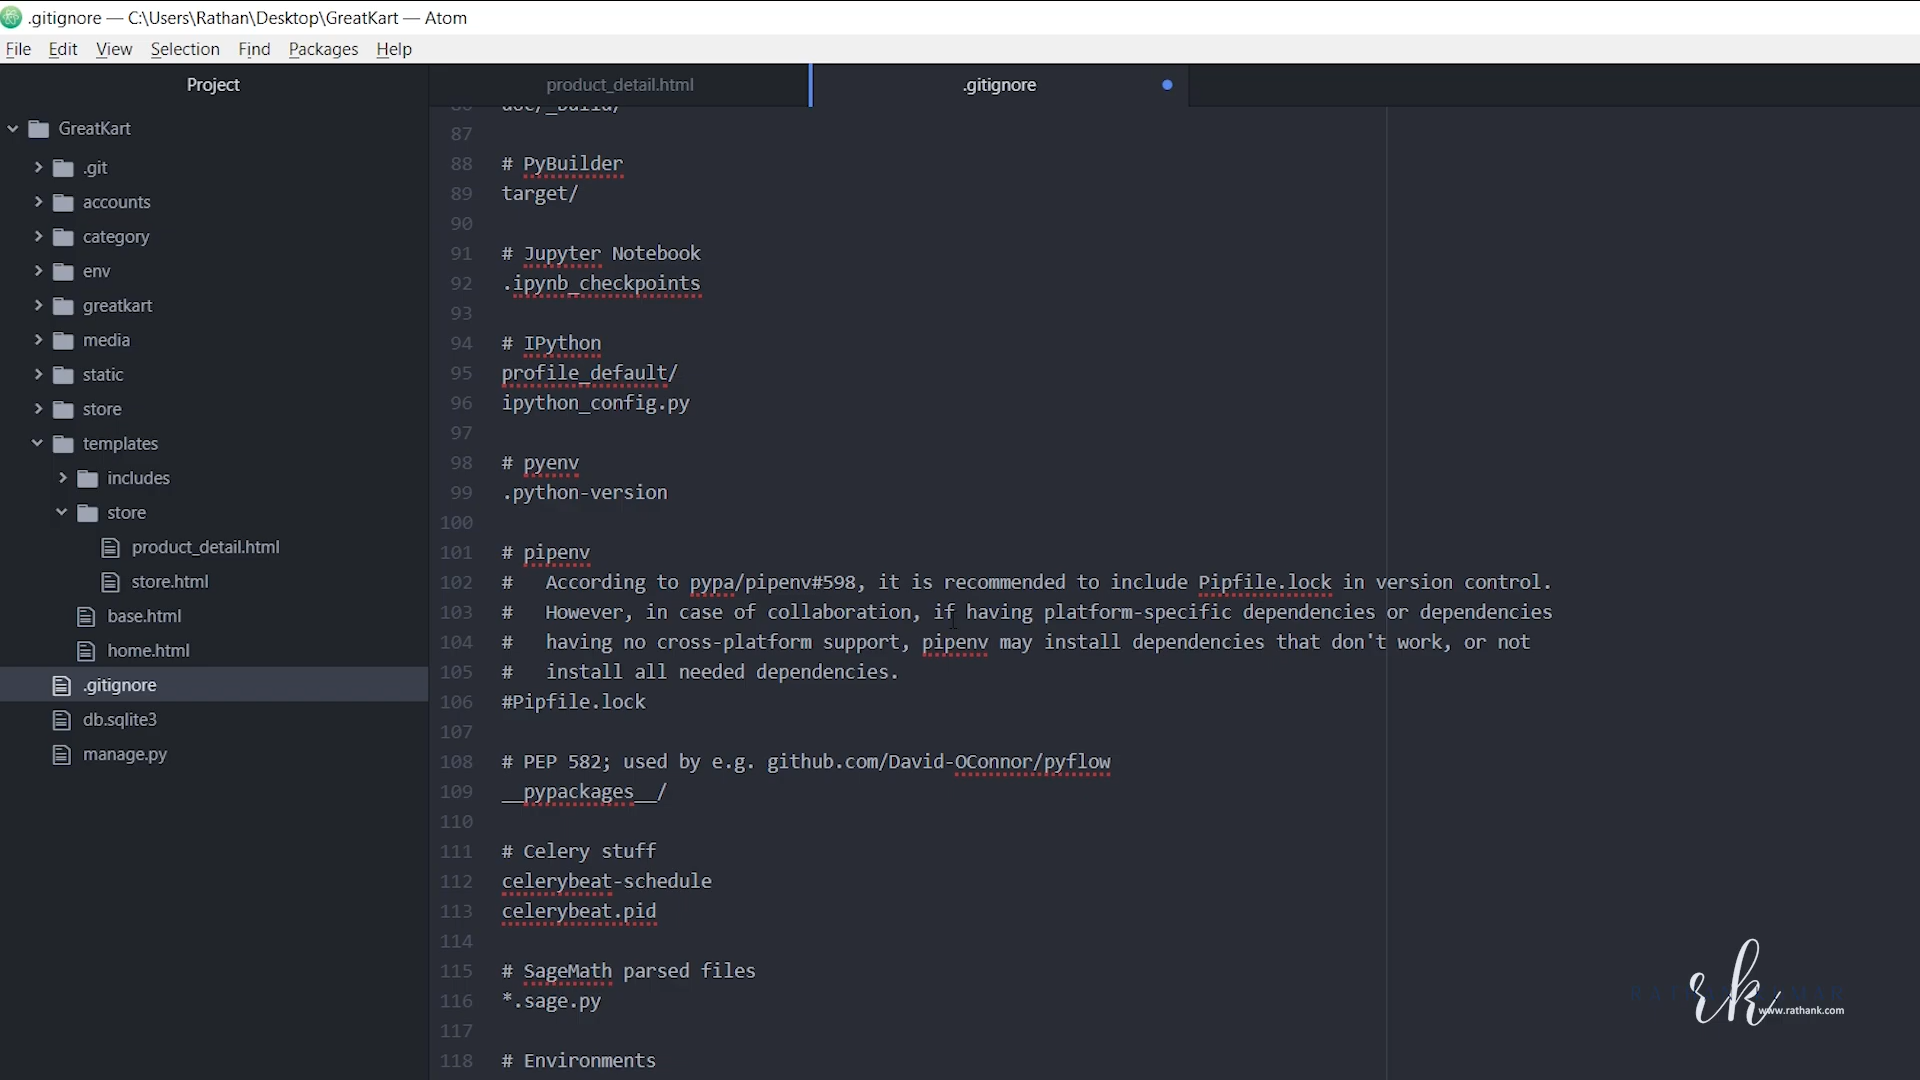 .gitignore — C:\Users\Rathan\Desktop\GreatKart — Atom
File Edit View Selection Find Packages Help
Project
product_detail.html
.gitignore
GreatKart
.git
accounts
category
env
greatkart
media
static
store
templates
includes
store
product_detail.html
store.html
base.html
home.html
.gitignore
db.sqlite3
manage.py
87
88 # PyBuilder
89 target/
90
91 # Jupyter Notebook
92 .ipynb_checkpoints
93
94 # IPython
95 profile_default/
96 ipython_config.py
97
98 # pyenv
99 .python-version
100
101 # pipenv
102 #   According to pypa/pipenv#598, it is recommended to include Pipfile.lock in version control.
103 #   However, in case of collaboration, if having platform-specific dependencies or dependencies
104 #   having no cross-platform support, pipenv may install dependencies that don't work, or not
105 #   install all needed dependencies.
106 #Pipfile.lock
107
108 # PEP 582; used by e.g. github.com/David-OConnor/pyflow
109 __pypackages__/
110
111 # Celery stuff
112 celerybeat-schedule
113 celerybeat.pid
114
115 # SageMath parsed files
116 *.sage.py
117
118 # Environments
rk
www.rathank.com